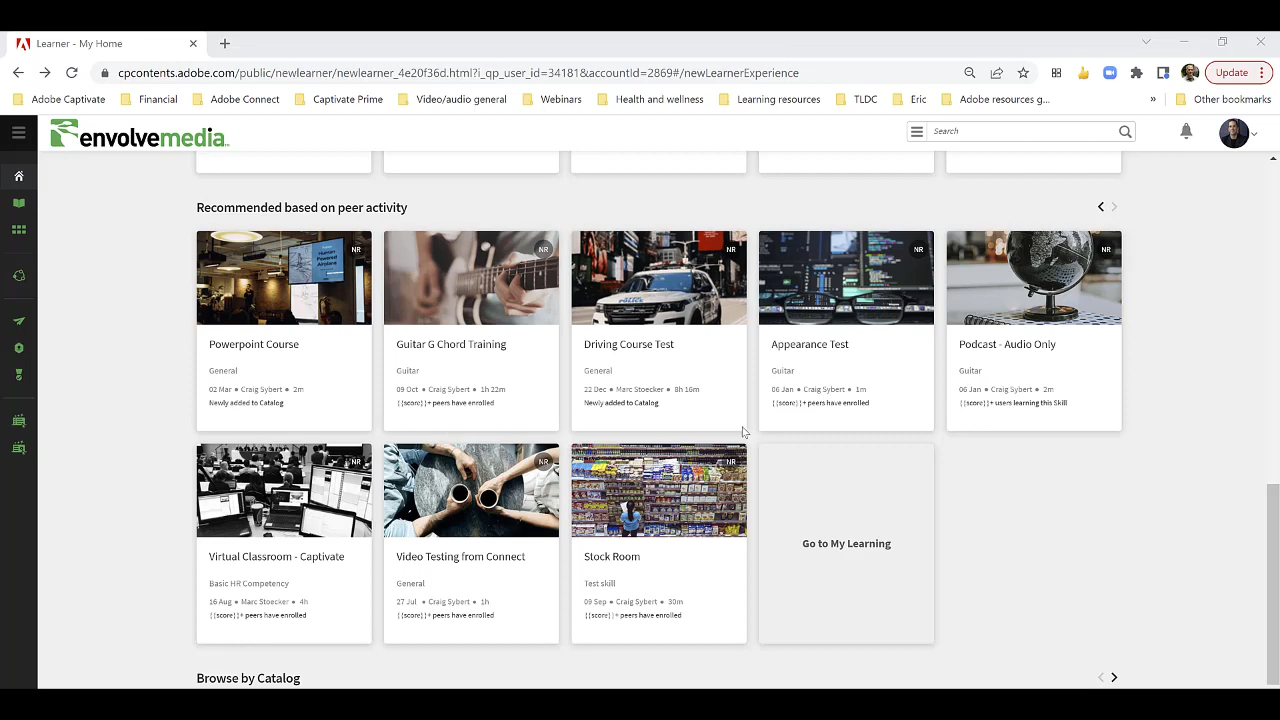 Learner - My Home
cpcontents.adobe.com/public/newlearner/newlearnr_4e20f36d.html?i_qp_user_id=34181&accountId=2869#/newLearnerExperience
Update
Adobe Captivate
Financial
Adobe Connect
Captivate Prime
Video/audio general
Webinars
Health and wellness
Learning resources
TLDC
Eric
Adobe resources g...
»
Other bookmarks
envolvemedia
Search
Recommended based on peer activity
NR
NR
NR
NR
NR
Powerpoint Course
Guitar G Chord Training
Driving Course Test
Appearance Test
Podcast - Audio Only
General
Guitar
General
Guitar
Guitar
02 Mar • Craig Sybert • 2m
09 Oct • Craig Sybert • 1h 22m
22 Dec • Marc Stoecker • 8h 16m
06 Jan • Craig Sybert • 1m
06 Jan • Craig Sybert • 2m
Newly added to Catalog
{{score}}+ peers have enrolled
Newly added to Catalog
{{score}}+ peers have enrolled
{{score}}+ users learning this Skill
NR
NR
NR
Virtual Classroom - Captivate
Video Testing from Connect
Stock Room
Go to My Learning
Basic HR Competency
General
Test skill
16 Aug • Marc Stoecker • 4h
27 Jul • Craig Sybert • 1h
09 Sep • Craig Sybert • 30m
{{score}}+ peers have enrolled
{{score}}+ peers have enrolled
{{score}}+ peers have enrolled
Browse by Catalog